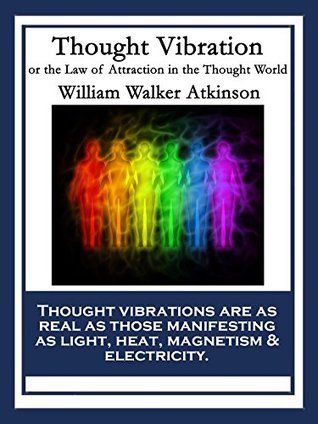 Thought Vibration
or the Law of Attraction in the Thought World
William Walker Atkinson
Thought vibrations are as
real as those manifesting
as light, heat, magnetism &
electricity.